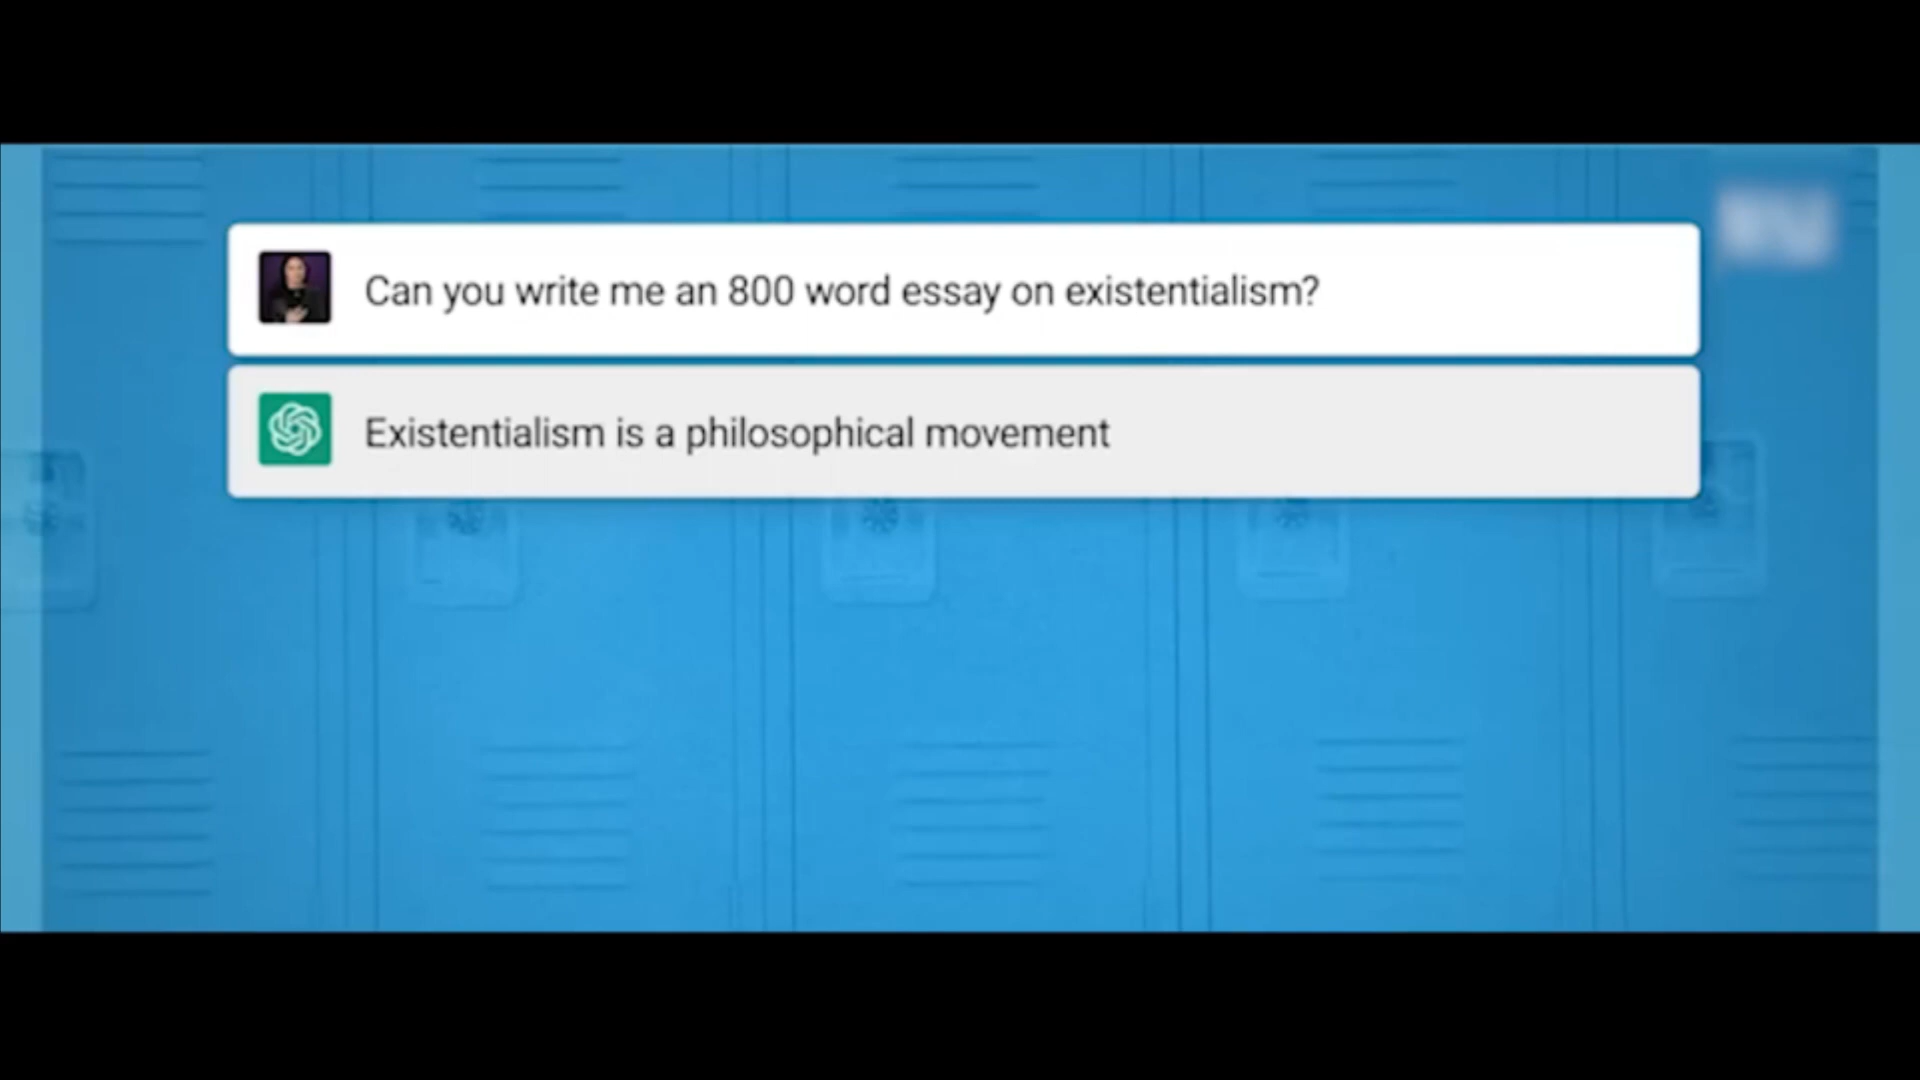 Can you write me an 800 word essay on existentialism?
Existentialism is a philosophical movement